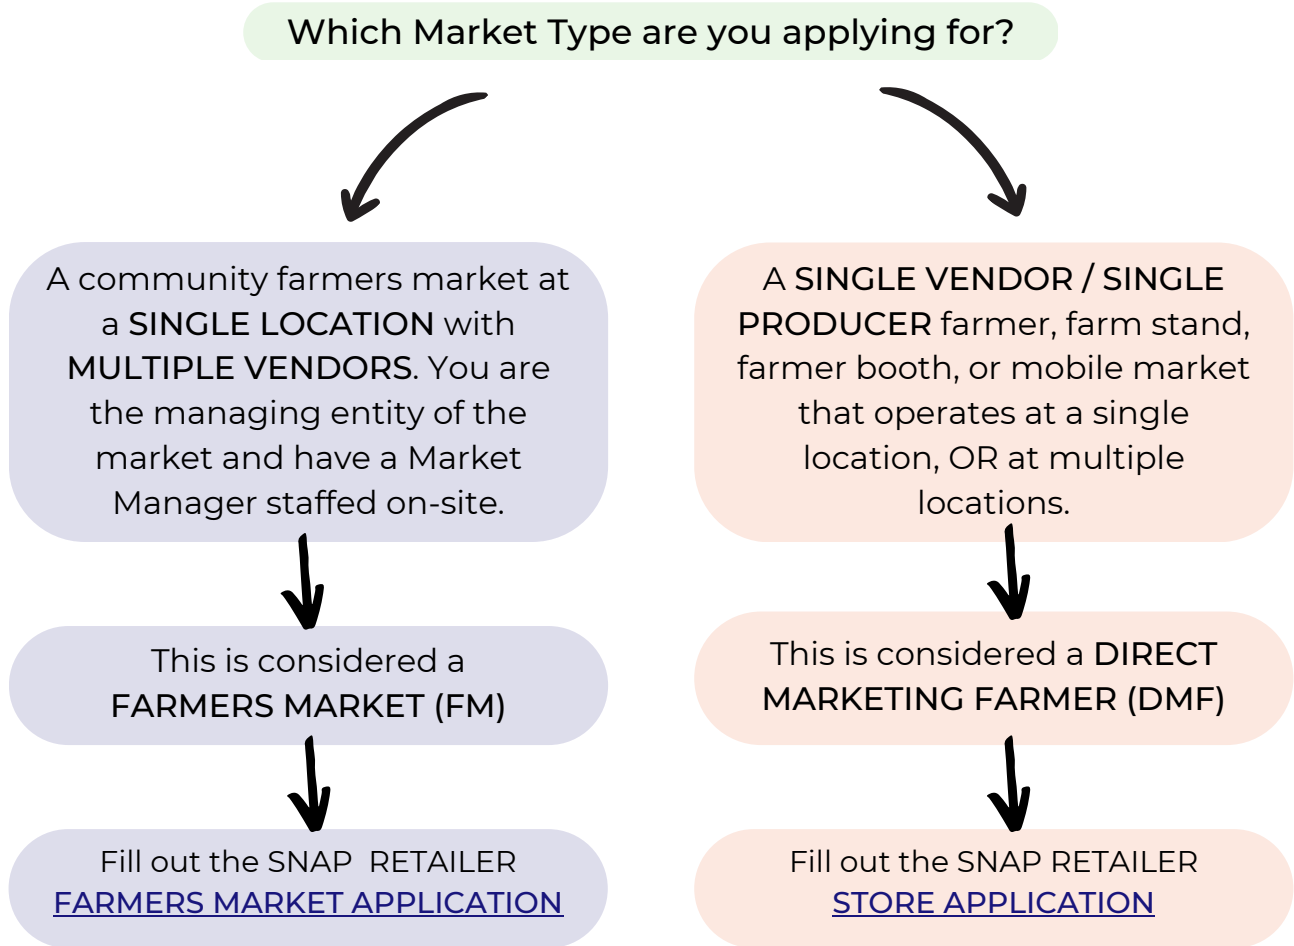 Which Market Type are you applying for?
A community farmers market at
a SINGLE LOCATION with
MULTIPLE VENDORS. You are
the managing entity of the
market and have a Market
Manager staffed on-site.
This is considered a
FARMERS MARKET (FM)
Fill out the SNAP RETAILER
FARMERS MARKET APPLICATION
A SINGLE VENDOR / SINGLE
PRODUCER farmer, farm stand,
farmer booth, or mobile market
that operates at a single
location, OR at multiple
locations.
This is considered a DIRECT
MARKETING FARMER (DMF)
Fill out the SNAP RETAILER
STORE APPLICATION